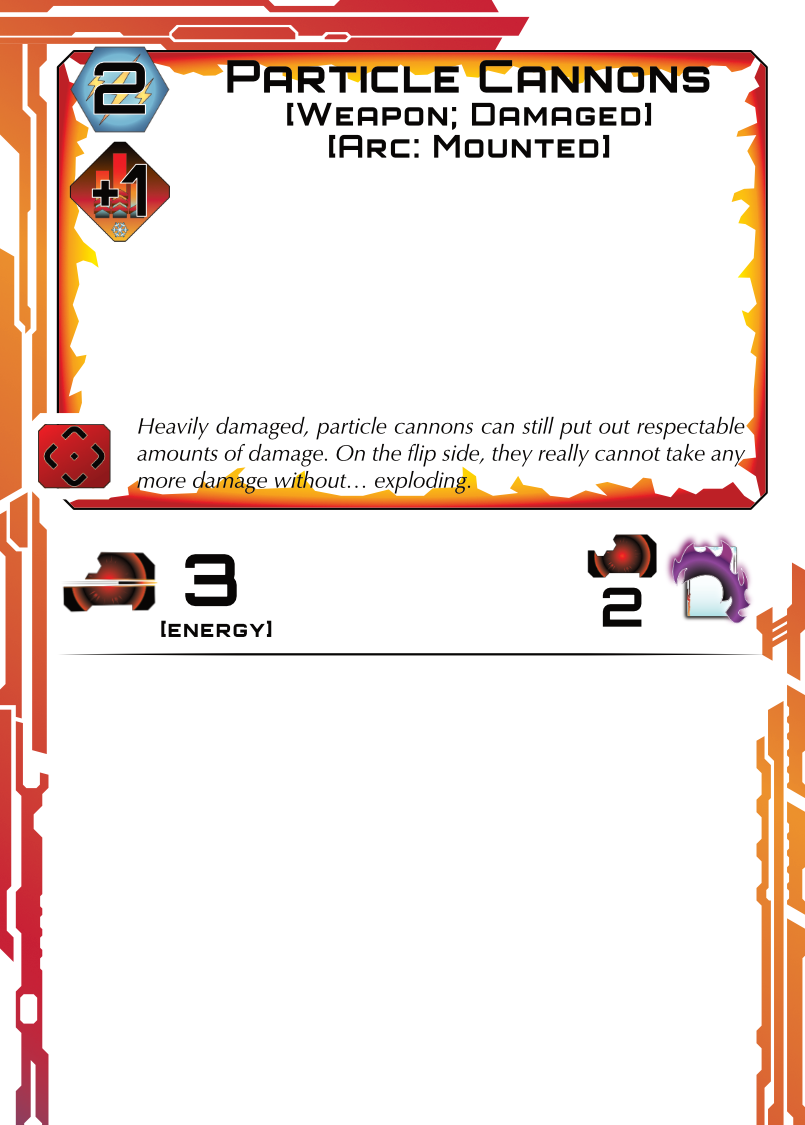 2
Particle Cannons
[Weapon; Damaged]
[Arc: Mounted]
+1
Heavily damaged, particle cannons can still put out respectable
amounts of damage. On the flip side, they really cannot take any
more damage without… exploding.
3
[energy]
2